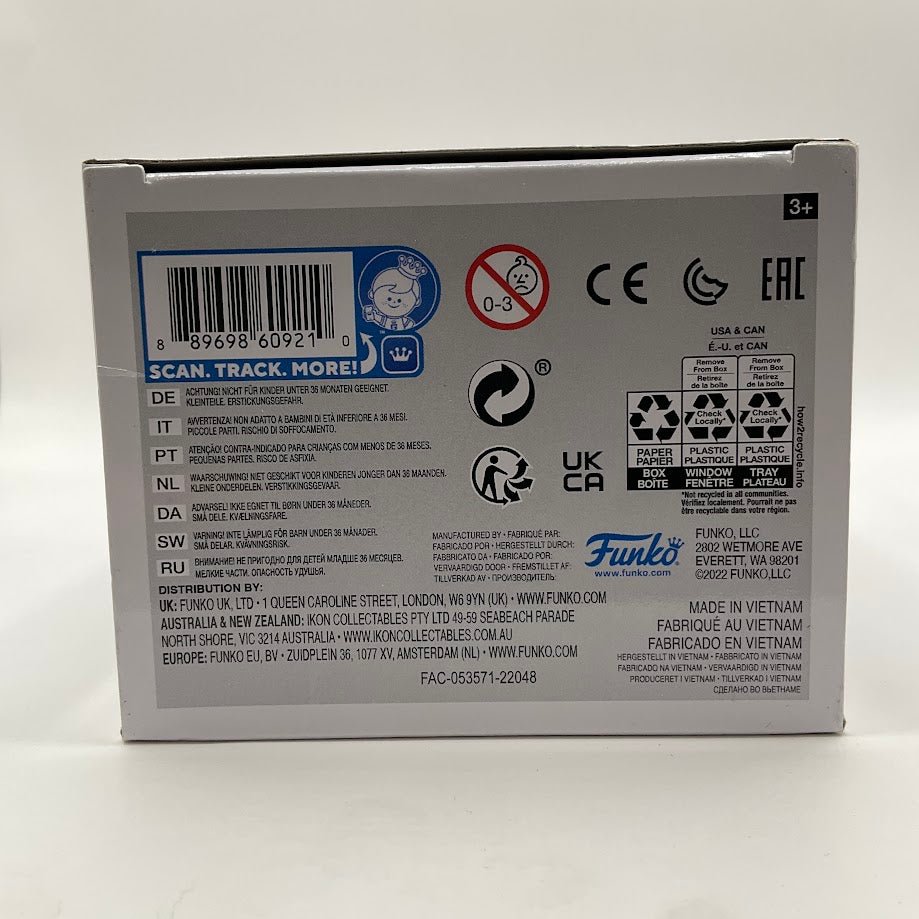 3+
8 89698 60921 0
™
SCAN. TRACK. MORE!
0-3
CE
EAC
USA & CAN
É.-U. et CAN
Remove From Box
Retirez de la boîte
Remove From Box
Retirez de la boîte
Check Locally*
Check Locally*
PAPER
PAPIER
BOX
BOÎTE
PLASTIC
PLASTIQUE
WINDOW
FENÊTRE
PLASTIC
PLASTIQUE
TRAY
PLATEAU
how2recycle.info
*Not recycled in all communities.
Vérifiez localement. Pourrait ne pas
être recyclable dans votre région.
®
UK
CA
DE ACHTUNG! NICHT FÜR KINDER UNTER 36 MONATEN GEEIGNET.
KLEINTEILE. ERSTICKUNGSGEFAHR.
IT AVVERTENZA! NON ADATTO A BAMBINI DI ETÀ INFERIORE A 36 MESI.
PICCOLE PARTI. RISCHIO DI SOFFOCAMENTO.
PT ATENÇÃO! CONTRA-INDICADO PARA CRIANÇAS COM MENOS DE 36 MESES.
PEQUENAS PARTES. RISCO DE ASFIXIA.
NL WAARSCHUWING! NIET GESCHIKT VOOR KINDEREN JONGER DAN 36 MAANDEN.
KLEINE ONDERDELEN. VERSTIKKINGSGEVAAR.
DA ADVARSEL! IKKE EGNET TIL BØRN UNDER 36 MÅNEDER.
SMÅ DELE. KVÆLNINGSFARE.
SW VARNING! INTE LÄMPLIG FÖR BARN UNDER 36 MÅNADER.
SMÅ DELAR. KVÄVNINGSRISK.
RU ВНИМАНИЕ! НЕ ПРИГОДНО ДЛЯ ДЕТЕЙ МЛАДШЕ 36 МЕСЯЦЕВ.
МЕЛКИЕ ЧАСТИ. ОПАСНОСТЬ УДУШЬЯ.
MANUFACTURED BY • FABRIQUÉ PAR:
FABRICADO POR • HERGESTELLT DURCH:
FABBRICATO DA • FABRICADO POR:
VERVAARDIGD DOOR • FREMSTILLET AF:
TILLVERKAD AV • ПРОИЗВОДИТЕЛЬ:
Funko
www.funko.com
FUNKO, LLC
2802 WETMORE AVE
EVERETT, WA 98201
©2022 FUNKO,LLC
DISTRIBUTION BY:
UK: FUNKO UK, LTD • 1 QUEEN CAROLINE STREET, LONDON, W6 9YN (UK) • WWW.FUNKO.COM
AUSTRALIA & NEW ZEALAND: IKON COLLECTABLES PTY LTD 49-59 SEABEACH PARADE
NORTH SHORE, VIC 3214 AUSTRALIA • WWW.IKONCOLLECTABLES.COM.AU
EUROPE: FUNKO EU, BV • ZUIDPLEIN 36, 1077 XV, AMSTERDAM (NL) • WWW.FUNKO.COM
FAC-053571-22048
MADE IN VIETNAM
FABRIQUÉ AU VIETNAM
FABRICADO EN VIETNAM
HERGESTELLT IN VIETNAM • FABBRICATO IN VIETNAM
FABRICADO NA VIETNAM • VERVAARDIGD IN VIETNAM
PRODUCERET I VIETNAM • TILLVERKAD I VIETNAM
СДЕЛАНО ВО ВЬЕТНАМЕ